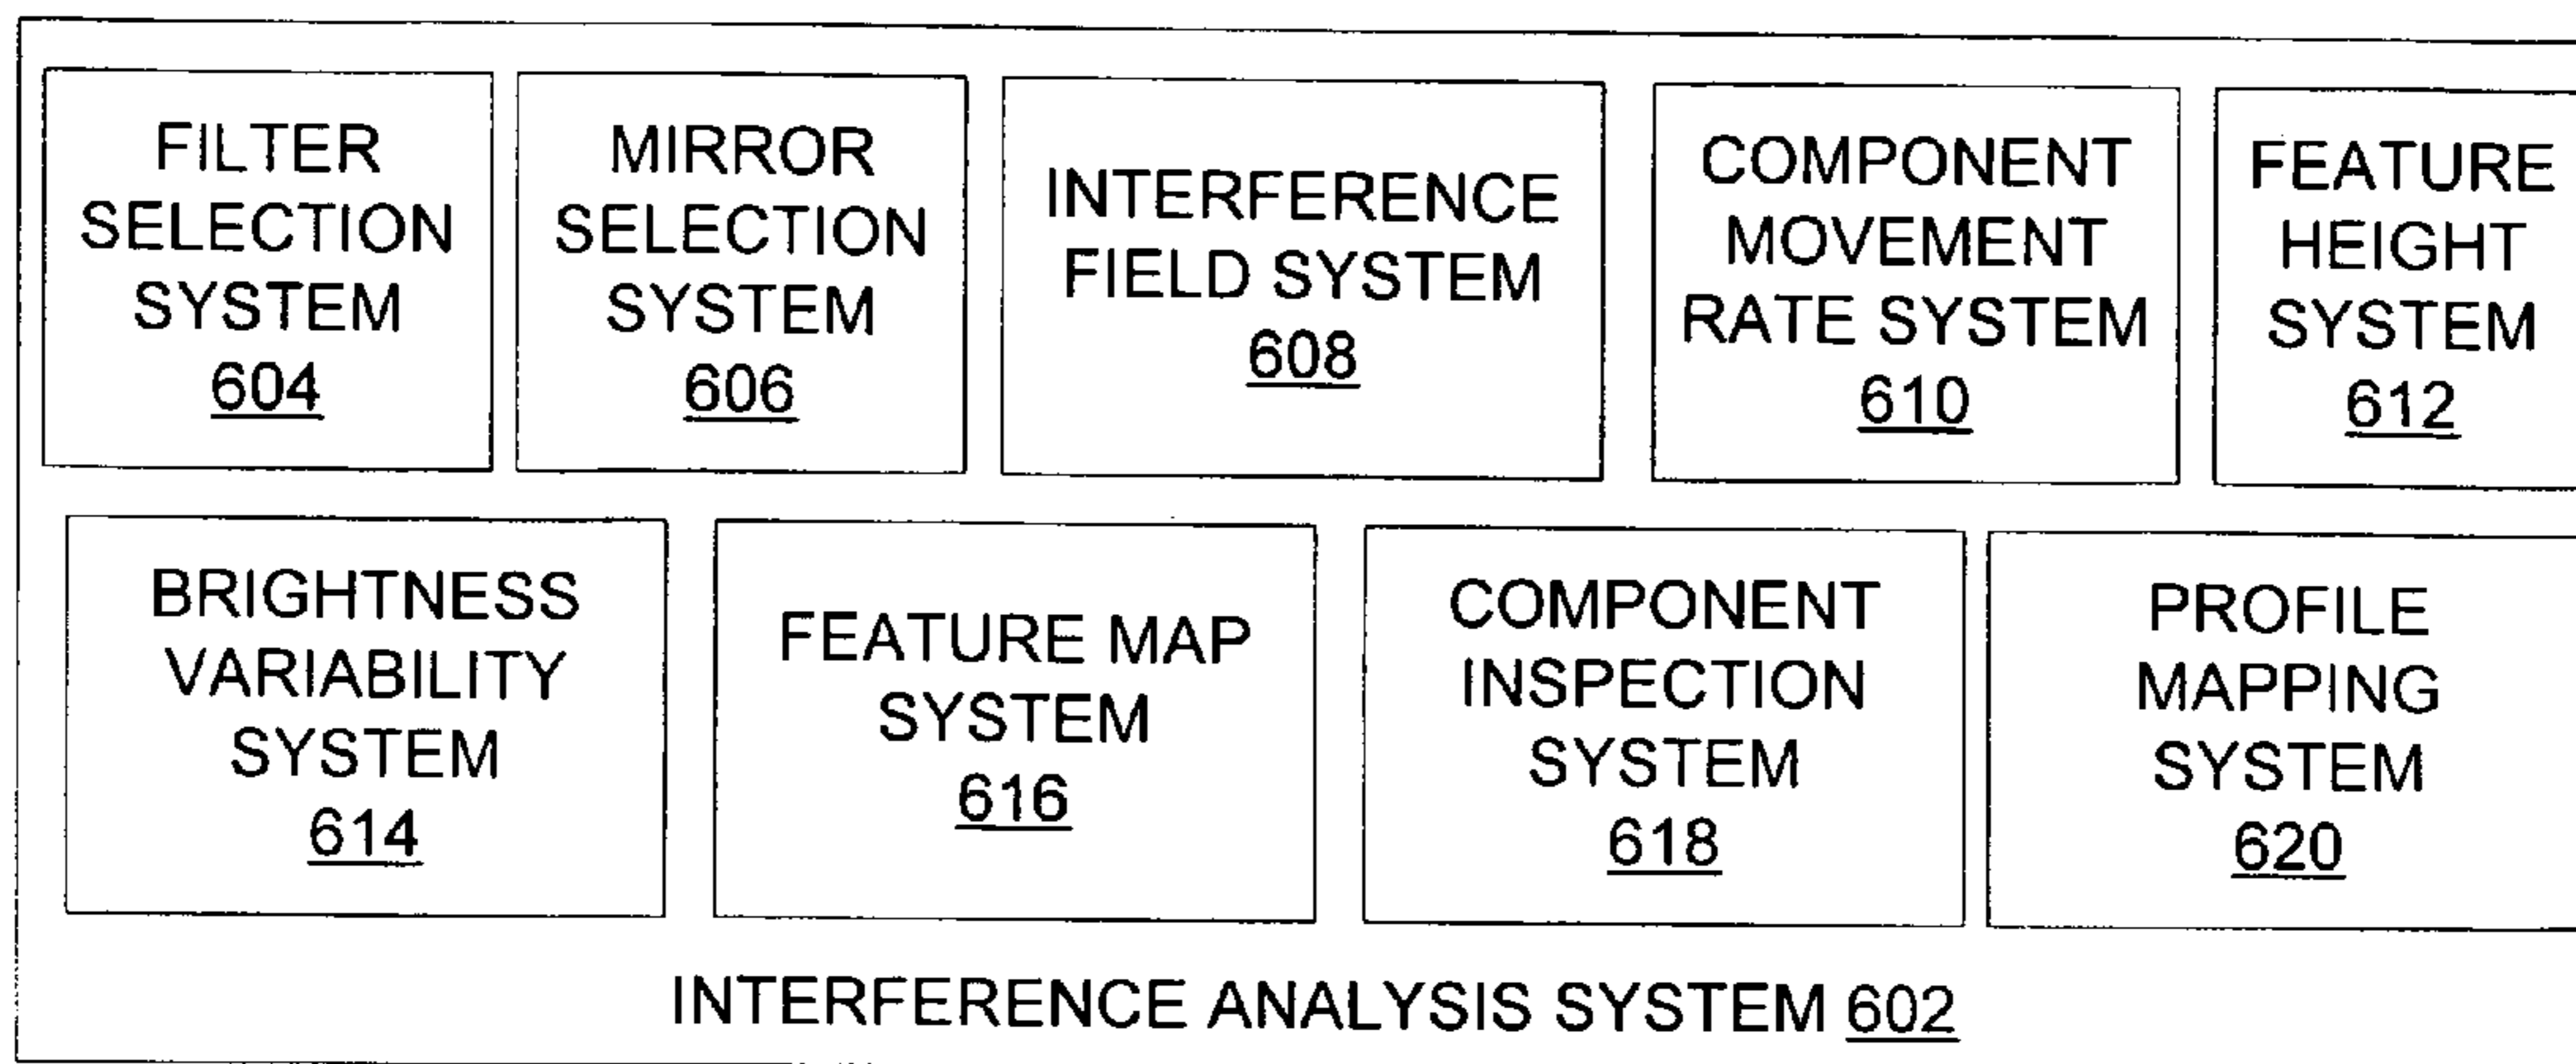 FILTER
SELECTION
SYSTEM
604
MIRROR
SELECTION
SYSTEM
606
INTERFERENCE
FIELD SYSTEM
608
COMPONENT
MOVEMENT
RATE SYSTEM
610
FEATURE
HEIGHT
SYSTEM
612
BRIGHTNESS
VARIABILITY
SYSTEM
614
FEATURE MAP
SYSTEM
616
COMPONENT
INSPECTION
SYSTEM
618
PROFILE
MAPPING
SYSTEM
620
INTERFERENCE ANALYSIS SYSTEM 602